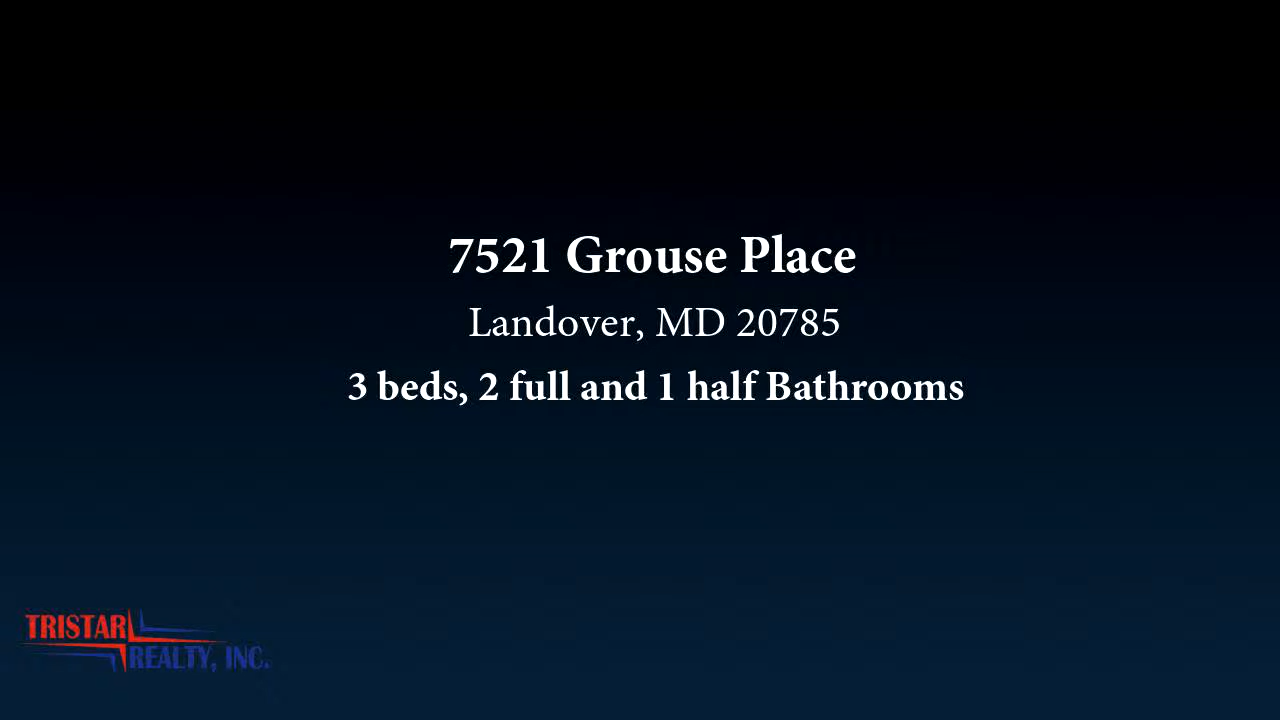 7521 Grouse Place
Landover, MD 20785
3 beds, 2 full and 1 half Bathrooms
TRISTAR
REALTY, INC.